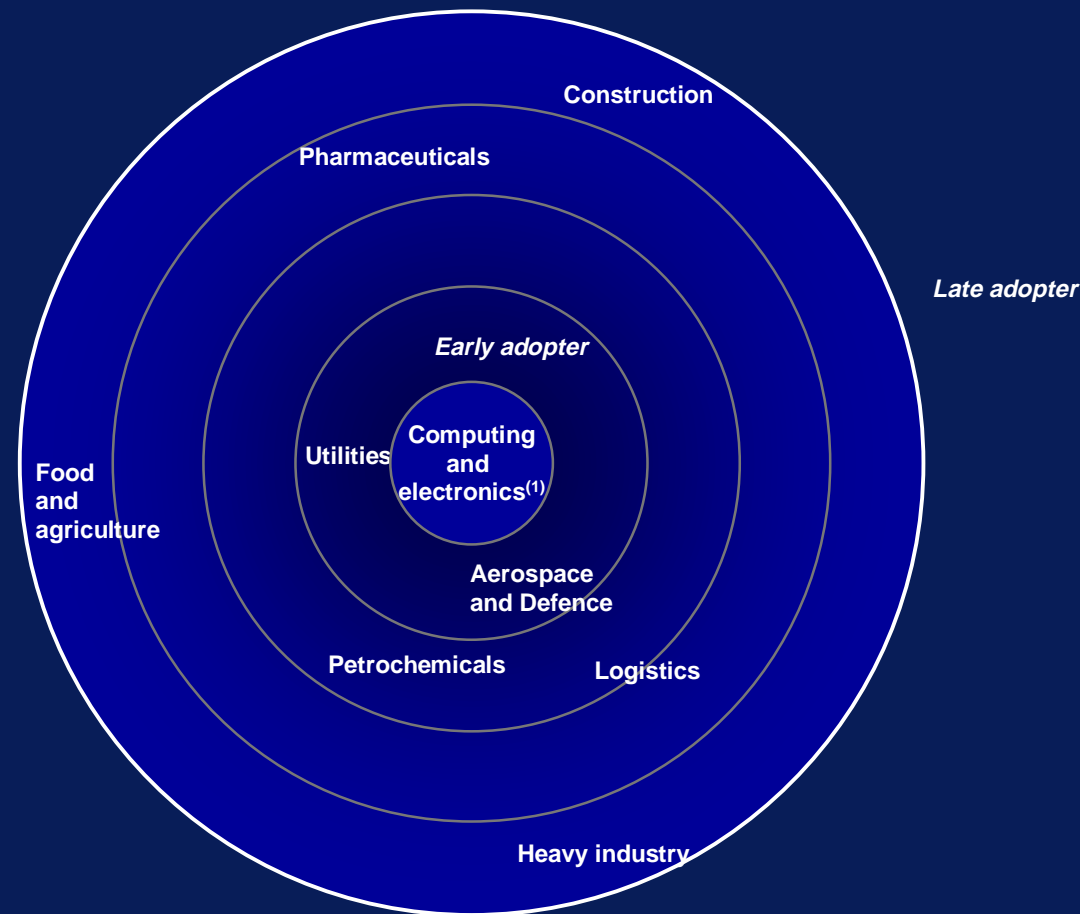 Construction
Pharmaceuticals
Late adopter
Early adopter
Computing
and
electronics(1)
Utilities
Food
and
agriculture
Aerospace
and Defence
Petrochemicals
Logistics
Heavy industry